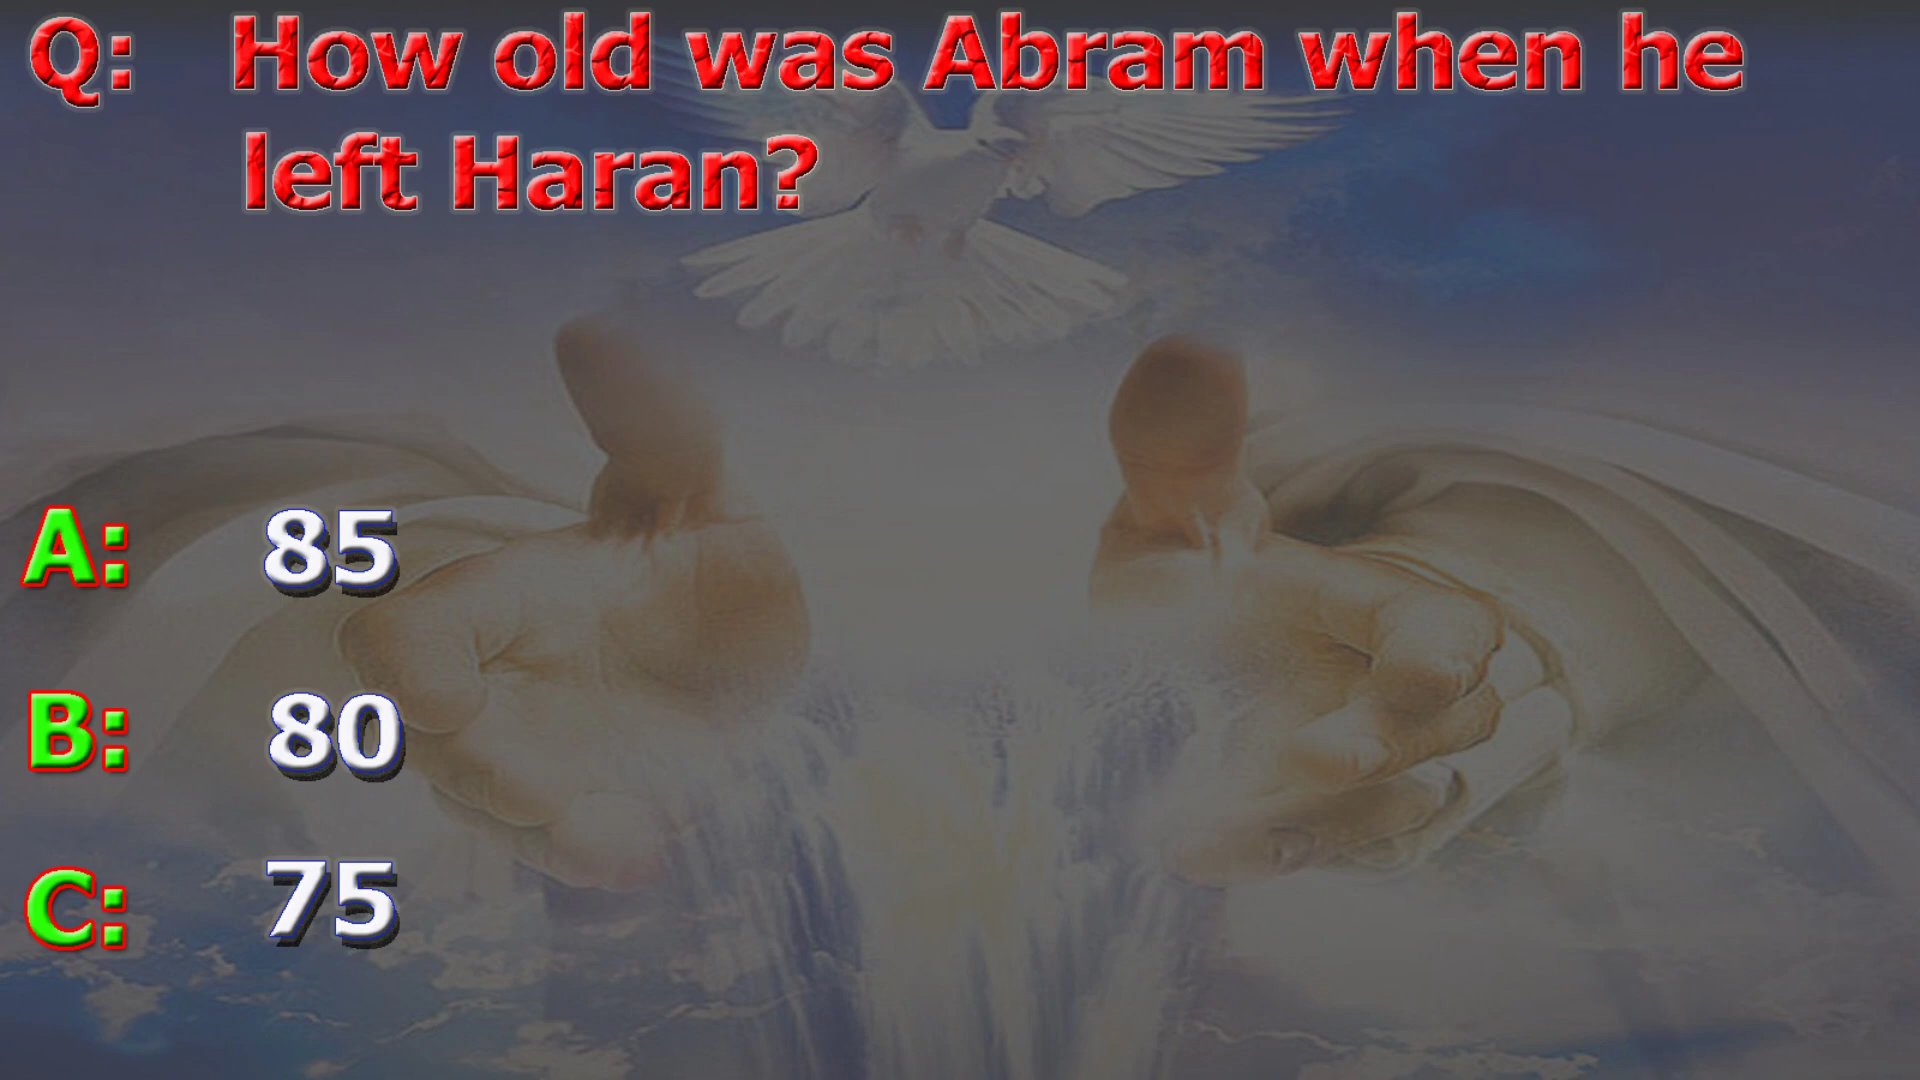 Q: How old was Abram when he
left Haran?
A: 85
B: 80
C: 75